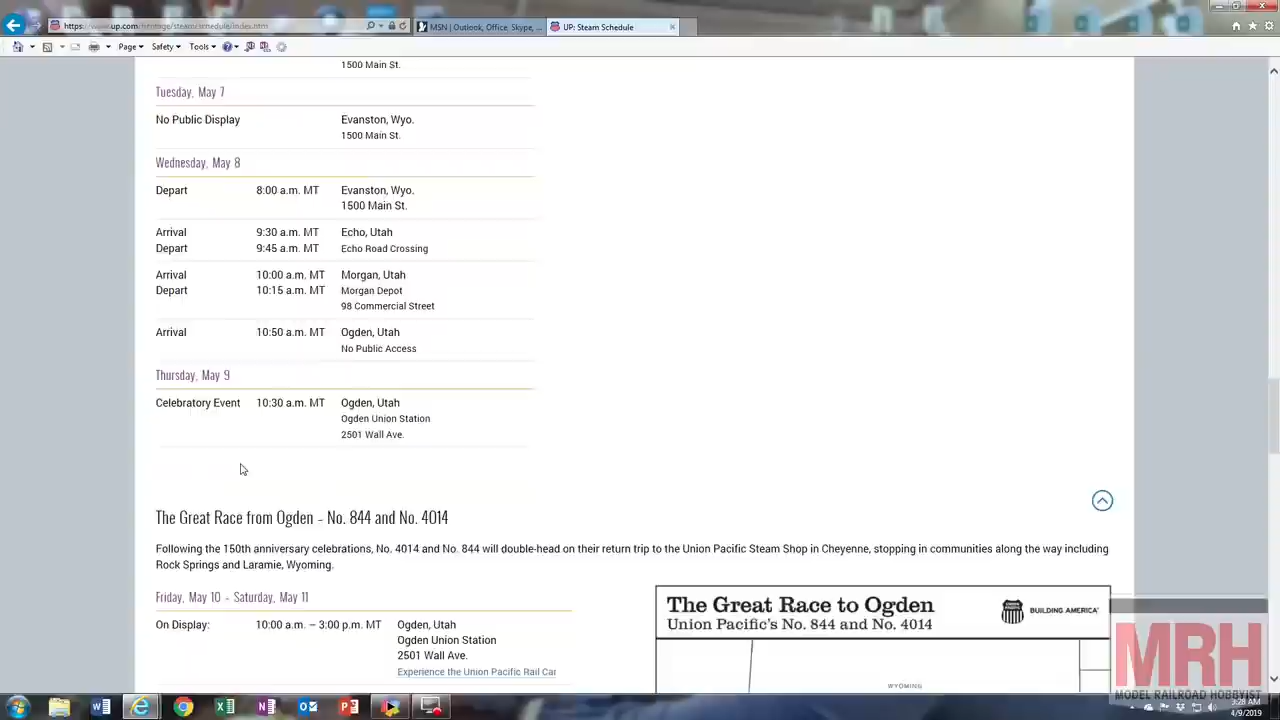 MSN | Outlook, Office, Skype, ...
UP: Steam Schedule
Page
Safety
Tools
1500 Main St.
Tuesday, May 7
No Public Display Evanston, Wyo.
1500 Main St.
Wednesday, May 8
Depart 8:00 a.m. MT Evanston, Wyo.
1500 Main St.
Arrival 9:30 a.m. MT Echo, Utah
Depart 9:45 a.m. MT Echo Road Crossing
Arrival 10:00 a.m. MT Morgan, Utah
Depart 10:15 a.m. MT Morgan Depot
98 Commercial Street
Arrival 10:50 a.m. MT Ogden, Utah
No Public Access
Thursday, May 9
Celebratory Event 10:30 a.m. MT Ogden, Utah
Ogden Union Station
2501 Wall Ave.
The Great Race from Ogden – No. 844 and No. 4014
Following the 150th anniversary celebrations, No. 4014 and No. 844 will double-head on their return trip to the Union Pacific Steam Shop in Cheyenne, stopping in communities along the way including
Rock Springs and Laramie, Wyoming.
Friday, May 10 - Saturday, May 11
On Display: 10:00 a.m. – 3:00 p.m. MT Ogden, Utah
Ogden Union Station
2501 Wall Ave.
Experience the Union Pacific Rail Car
The Great Race to Ogden
Union Pacific's No. 844 and No. 4014
BUILDING AMERICA
WYOMING
MRH
MODEL RAILROAD HOBBYIST
4/9/2019